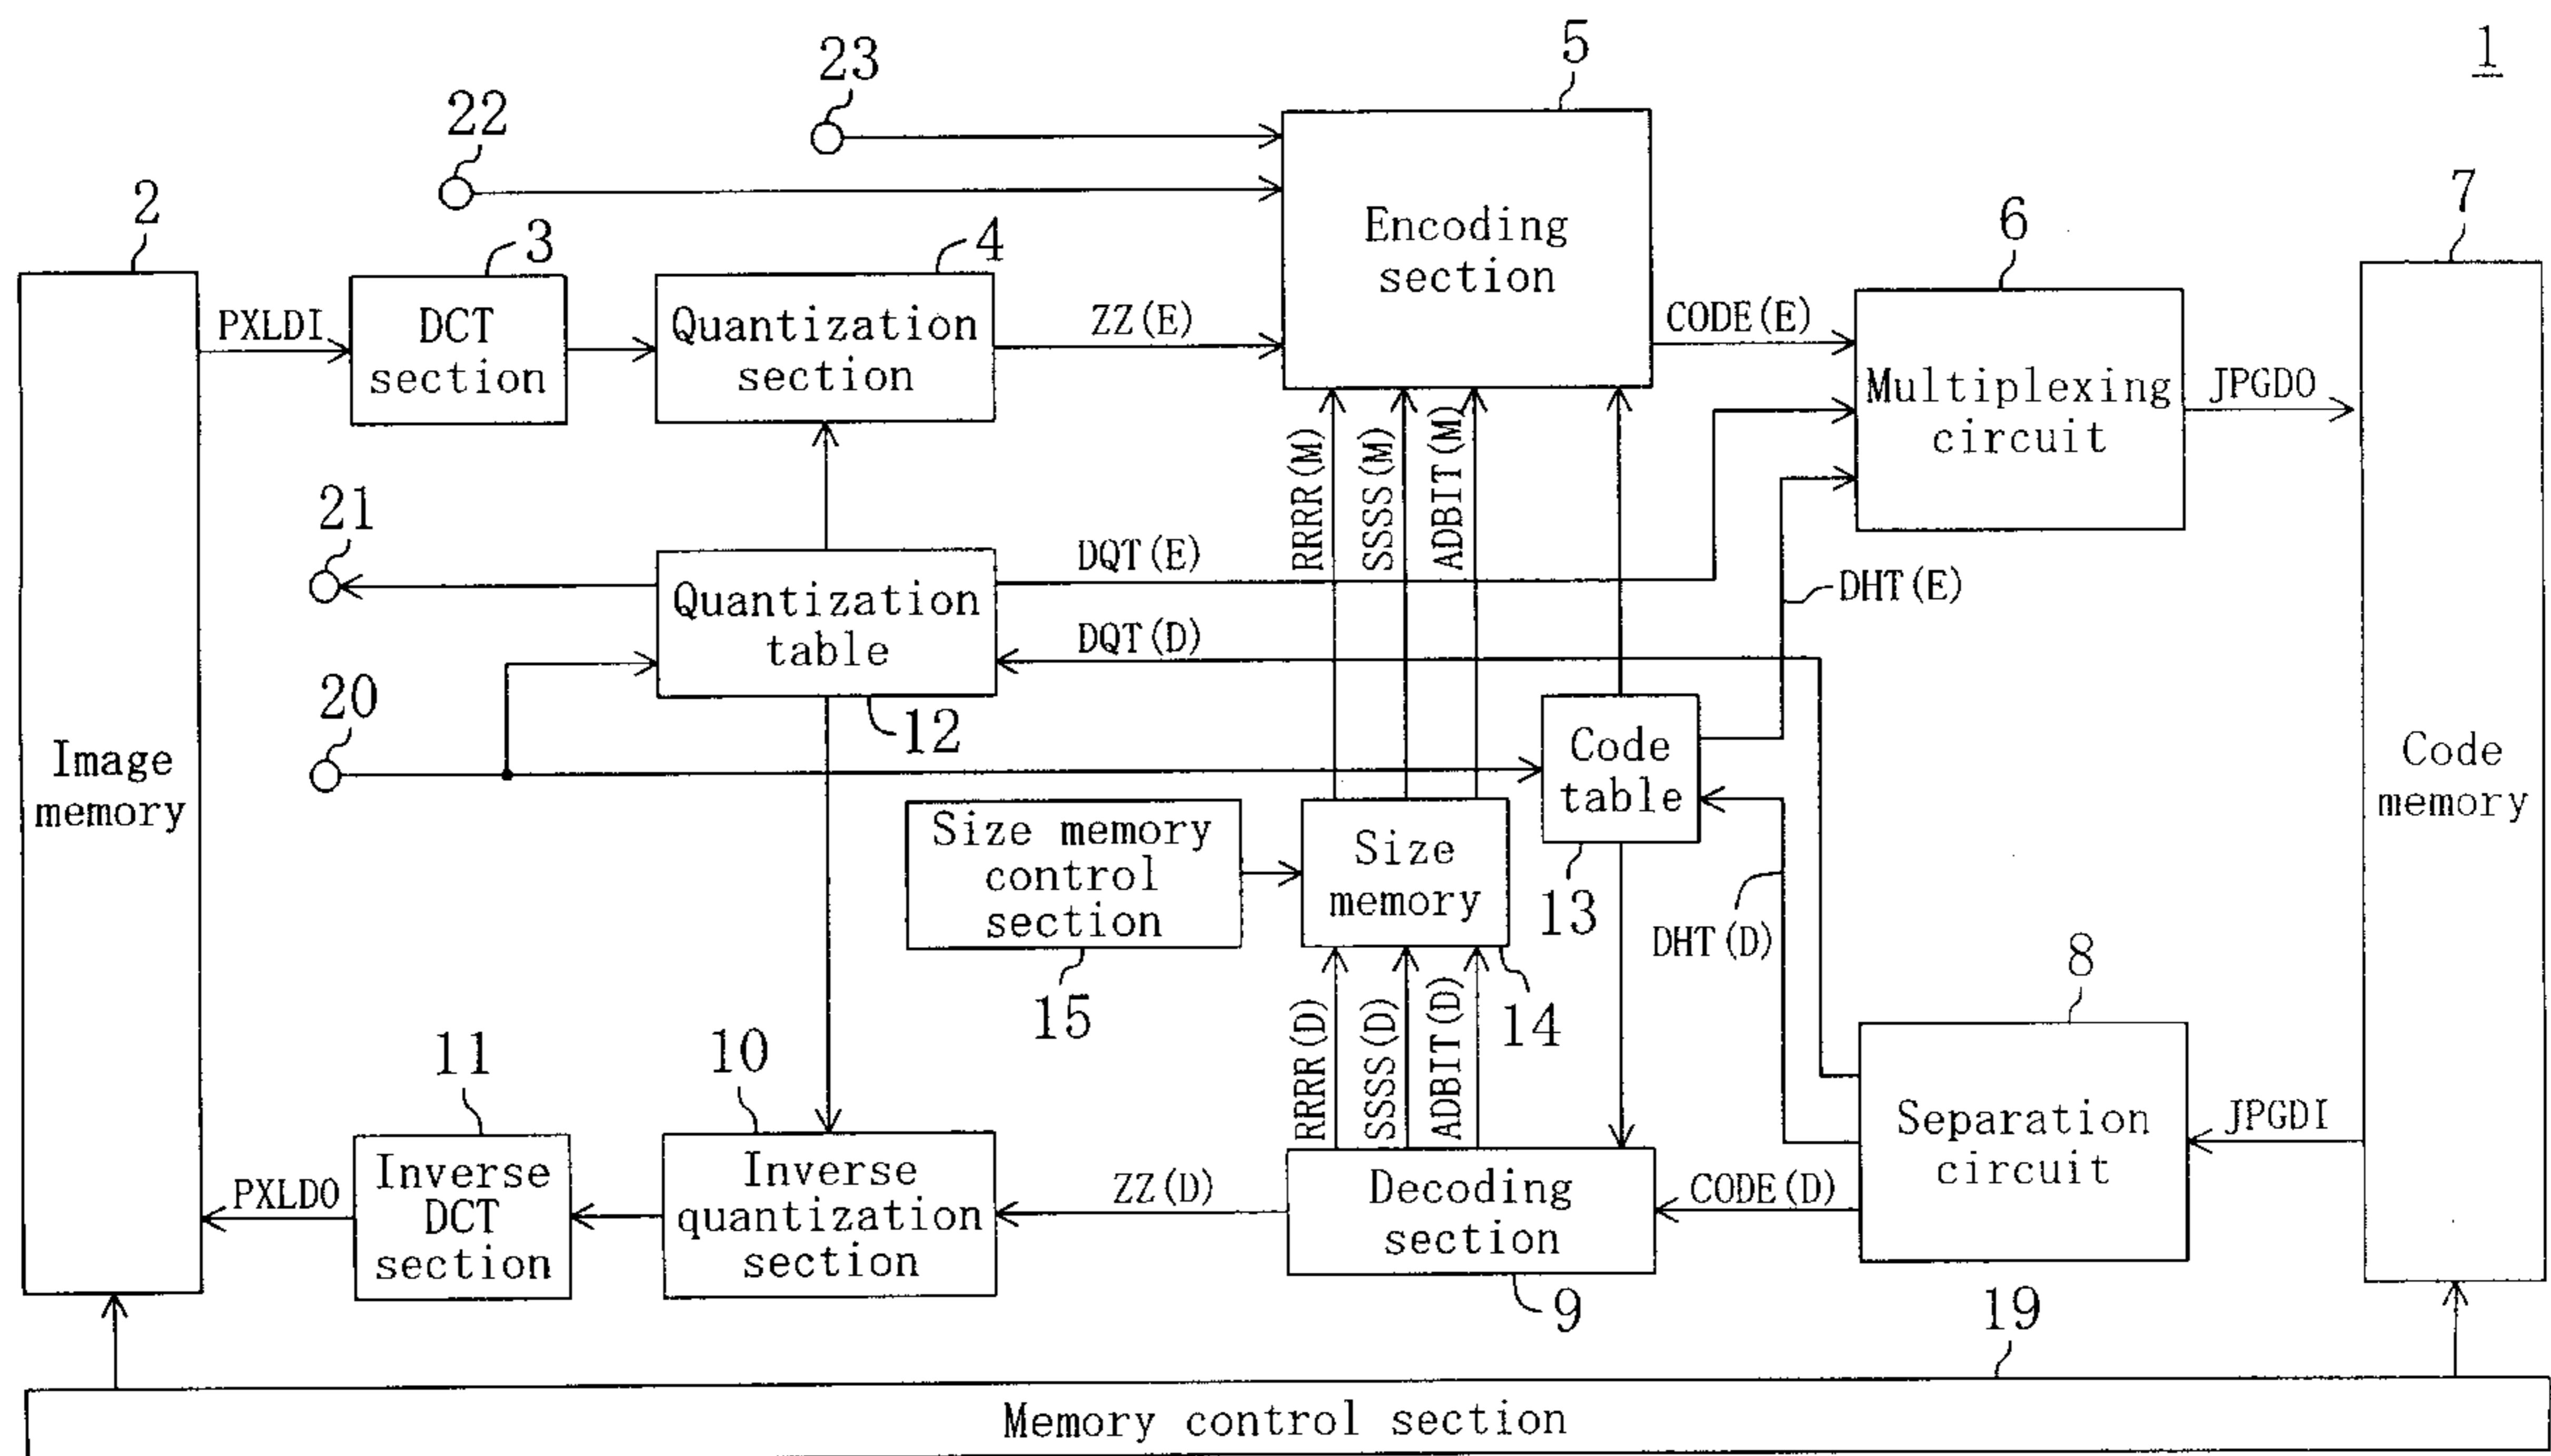 1
23
5
22
2
3
4
6
7
Encoding
section
PXLDI
DCT
section
Quantization
section
ZZ(E)
CODE(E)
Multiplexing
circuit
JPGDO
RRRR(M)
SSSS(M)
ADBIT(M)
21
Quantization
table
DQT(E)
DQT(D)
DHT(E)
20
12
Image
memory
Code
table
Code
memory
Size memory
control
section
Size
memory
13
DHT(D)
15
14
8
RRRR(D)
SSSS(D)
ADBIT(D)
11
10
Separation
circuit
JPGDI
PXLDO
Inverse
DCT
section
Inverse
quantization
section
ZZ(D)
Decoding
section
CODE(D)
9
19
Memory control section